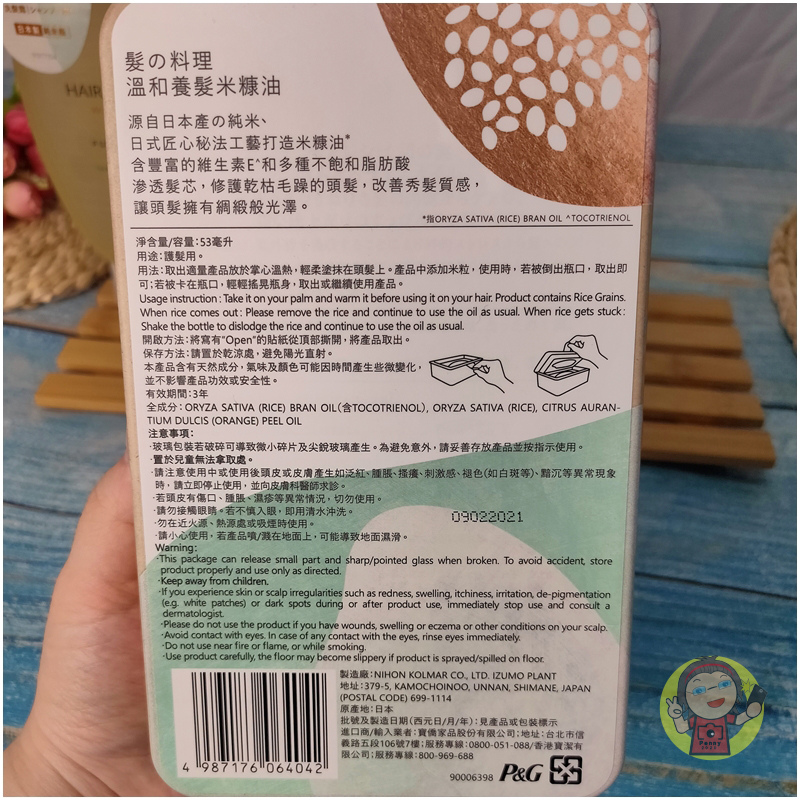 日本製
HAIR
髮の料理
溫和養髮米糠油
源自日本產の純米、
日式匠心秘法工藝打造米糠油*
含豐富的維生素E^和多種不飽和脂肪酸
滲透髮芯，修護乾枯毛躁的頭髮，改善秀髮質感，
讓頭髮擁有綢緞般光澤。
*指ORYZA SATIVA (RICE) BRAN OIL ^TOCOTRIENOL
淨含量/容量：53毫升
用途：護髮用。
用法：取出適量產品放於掌心溫熱，輕柔塗抹在頭髮上。產品中添加米粒，使用時，若被倒出瓶口，取出即
可；若被卡在瓶口，輕輕搖晃瓶身，取出或繼續使用產品。
Usage instruction : Take it on your palm and warm it before using it on your hair. Product contains Rice Grains.
When rice comes out : Please remove the rice and continue to use the oil as usual. When rice gets stuck :
Shake the bottle to dislodge the rice and continue to use the oil as usual.
開啟方法：將寫有"Open"的貼紙從頂部撕開，將產品取出。
保存方法：請置於乾涼處，避免陽光直射。
本產品含有天然成分，氣味及顏色可能因時間產生些微變化，
並不影響產品功效或安全性。
有效期間：3年
全成分：ORYZA SATIVA (RICE) BRAN OIL(含TOCOTRIENOL), ORYZA SATIVA (RICE), CITRUS AURAN-
TIUM DULCIS (ORANGE) PEEL OIL
注意事項：
·玻璃包裝若破碎可導致微小碎片及尖銳玻璃產生。為避免意外，請妥善存放產品並按指示使用。
·置於兒童無法拿取處。
·請注意使用中或使用後頭皮或皮膚產生如泛紅、腫脹、搔癢、刺激感、褪色(如白斑等)、黯沉等異常現象
時，請立即停止使用，並向皮膚科醫師求診。
·若頭皮有傷口、腫脹、濕疹等異常情況，切勿使用。
·請勿接觸眼睛。若不慎入眼，即用清水沖洗。
·勿在近火源、熱源處或吸煙時使用。
·請小心使用，若產品噴/濺在地面上，可能導致地面濕滑。
09022021
Warning:
·This package can release small part and sharp/pointed glass when broken. To avoid accident, store
product properly and use only as directed.
·Keep away from children.
·If you experience skin or scalp irregularities such as redness, swelling, itchiness, irritation, de-pigmentation
(e.g. white patches) or dark spots during or after product use, immediately stop use and consult a
dermatologist.
·Please do not use the product if you have wounds, swelling or eczema or other conditions on your scalp.
·Avoid contact with eyes. In case of any contact with the eyes, rinse eyes immediately.
·Do not use near fire or flame, or while smoking.
·Use product carefully, the floor may become slippery if product is sprayed/spilled on floor.
製造廠：NIHON KOLMAR CO., LTD. IZUMO PLANT
地址：379-5, KAMOCHOINOO, UNNAN, SHIMANE, JAPAN
(POSTAL CODE) 699-1114
原產地：日本
批號及製造日期(西元日/月/年)：見產品或包裝標示
進口商/輸入業者：寶僑家品股份有限公司；地址：台北市信
義路五段106號7樓；服務專線：0800-051-088/香港寶潔有
限公司；服務專線：800-969-688
4 987176 064042
90006398 P&G 紙
Penny